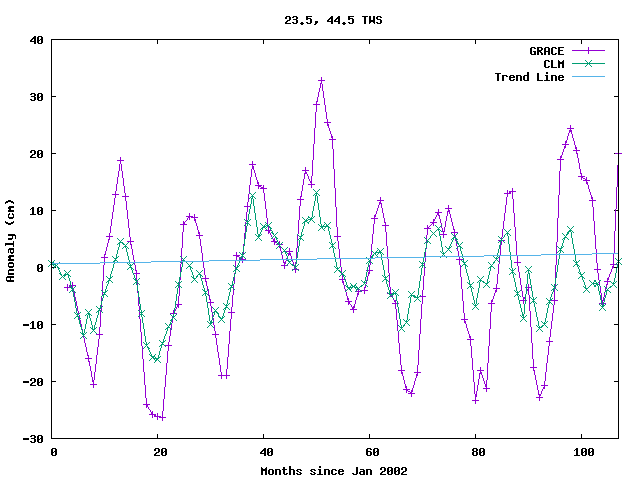 23.5, 44.5 TWS
GRACE
CLM
Trend Line
40
30
20
10
0
-10
-20
-30
Anomaly (cm)
0 20 40 60 80 100
Months since Jan 2002